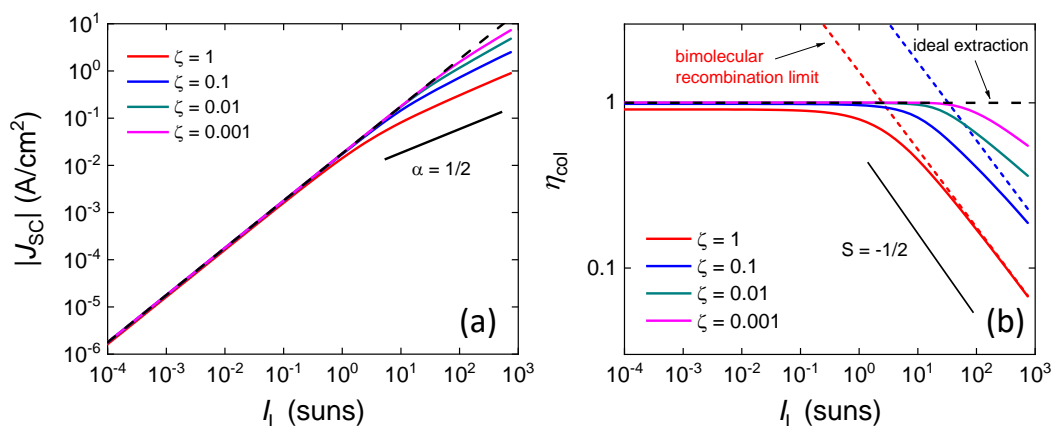 |J_SC| (A/cm²)
10¹
10⁰
10⁻¹
10⁻²
10⁻³
10⁻⁴
10⁻⁵
10⁻⁶
ζ = 1
ζ = 0.1
ζ = 0.01
ζ = 0.001
α = 1/2
(a)
10⁻⁴ 10⁻³ 10⁻² 10⁻¹ 10⁰ 10¹ 10² 10³
I_L (suns)
η_col
1
0.1
bimolecular
recombination limit
ideal extraction
ζ = 1
ζ = 0.1
ζ = 0.01
ζ = 0.001
S = -1/2
(b)
10⁻⁴ 10⁻³ 10⁻² 10⁻¹ 10⁰ 10¹ 10² 10³
I_L (suns)